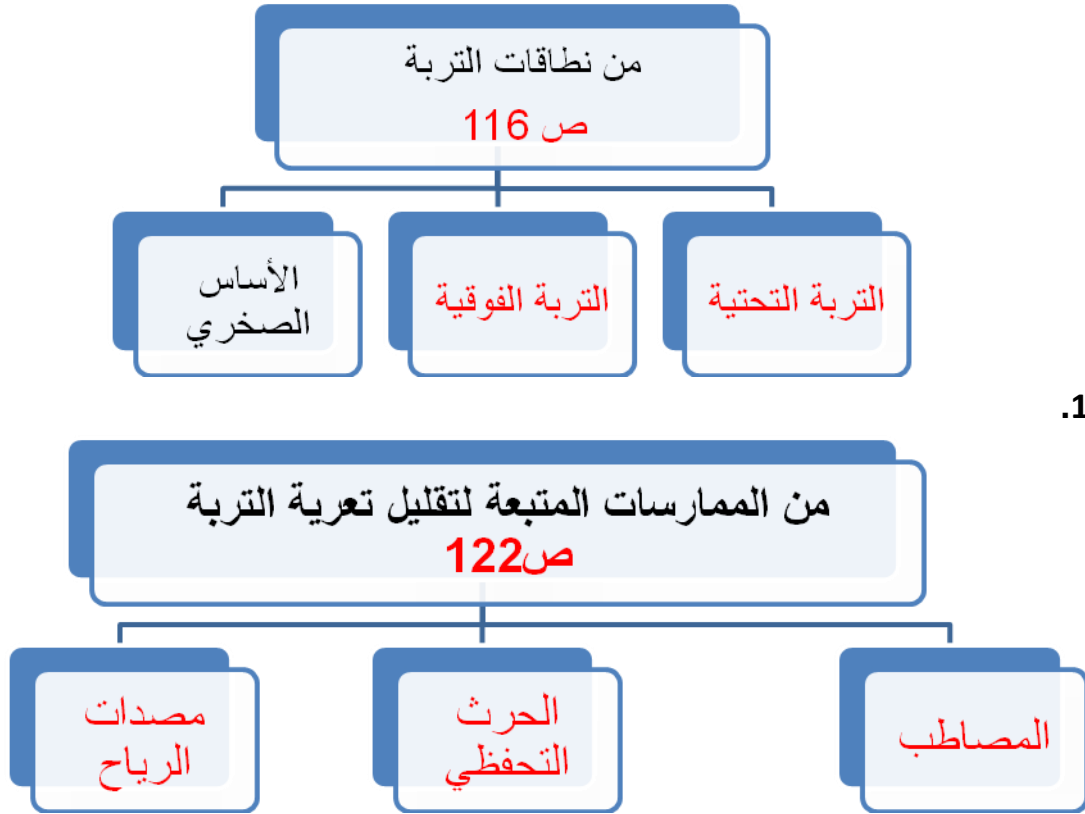 من نطاقات التربة
ص 116
التربة التحتية
التربة الفوقية
الأساس
الصخري
1.
من الممارسات المتبعة لتقليل تعرية التربة
ص122
المصاطب
الحرث
التحفظي
مصدات
الرياح